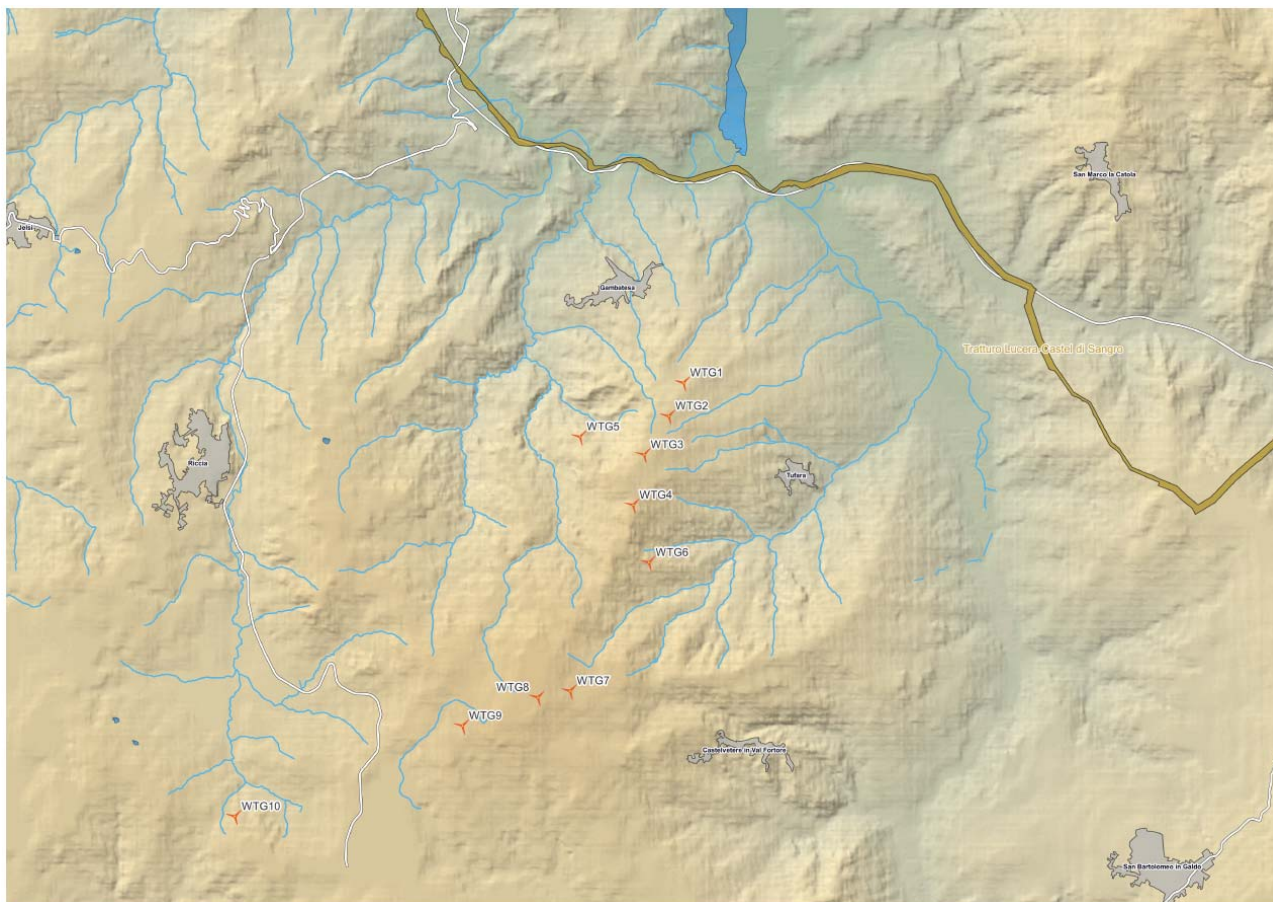 San Marco la Catola
Jelsi
Gambatesa
Tratturo Lucera-Castel di Sangro
WTG1
WTG2
WTG5
WTG3
Riccia
Tufara
WTG4
WTG6
WTG7
WTG8
WTG9
Castelvetere in Val Fortore
WTG10
San Bartolomeo in Galdo